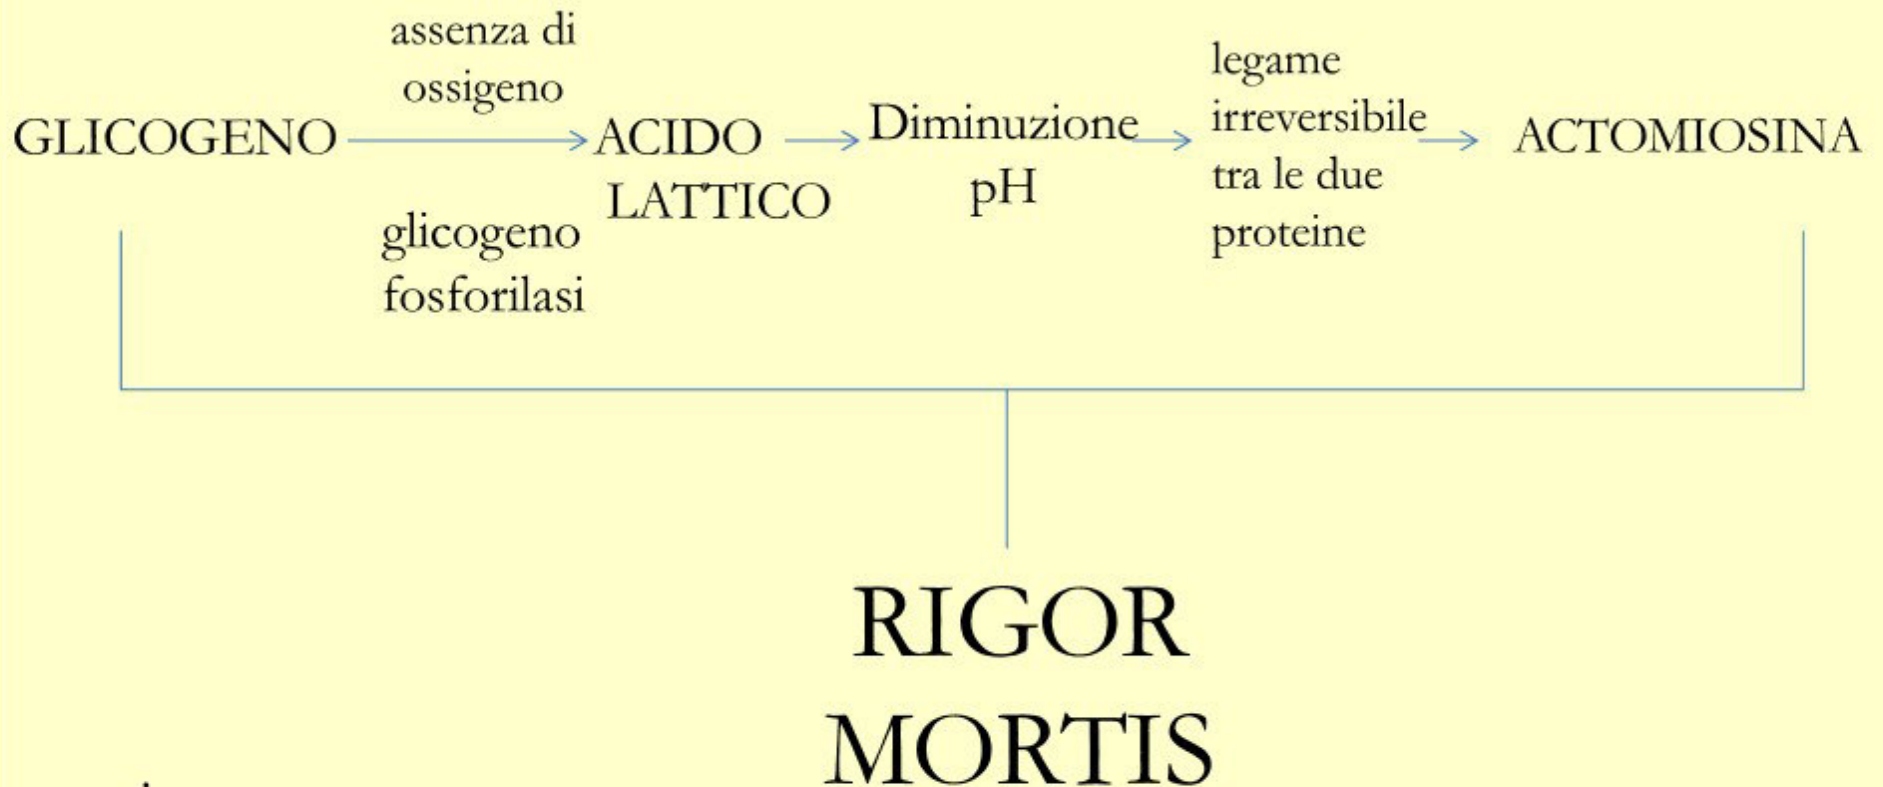 assenza di
ossigeno
GLICOGENO
glicogeno
fosforilasi
ACIDO
LATTICO
Diminuzione
pH
legame
irreversibile
tra le due
proteine
ACTOMIOSINA
RIGOR
MORTIS